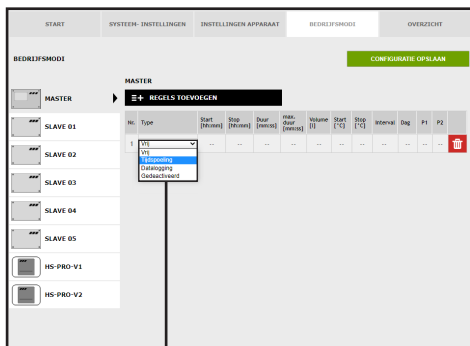 START SYSTEEM- INSTELLINGEN INSTELLINGEN APPARAAT BEDRIJFSMODI OVERZICHT
BEDRIJFSMODI
CONFIGURATIE OPSLAAN
MASTER
MASTER
REGELS TOEVOEGEN
SLAVE 01
SLAVE 02
SLAVE 03
SLAVE 04
SLAVE 05
HS-PRO-V1
HS-PRO-V2
Nr. Type Start [hh:mm] Stop [hh:mm] Duur [mm:ss] max. duur [mm:ss] Volume [l] Start [°C] Stop [°C] Interval Dag P1 P2
1 Vrij -- -- -- -- -- -- -- -- -- -- --
Vrij
Tijdspoeling
Datalogging
Gedeactiveerd